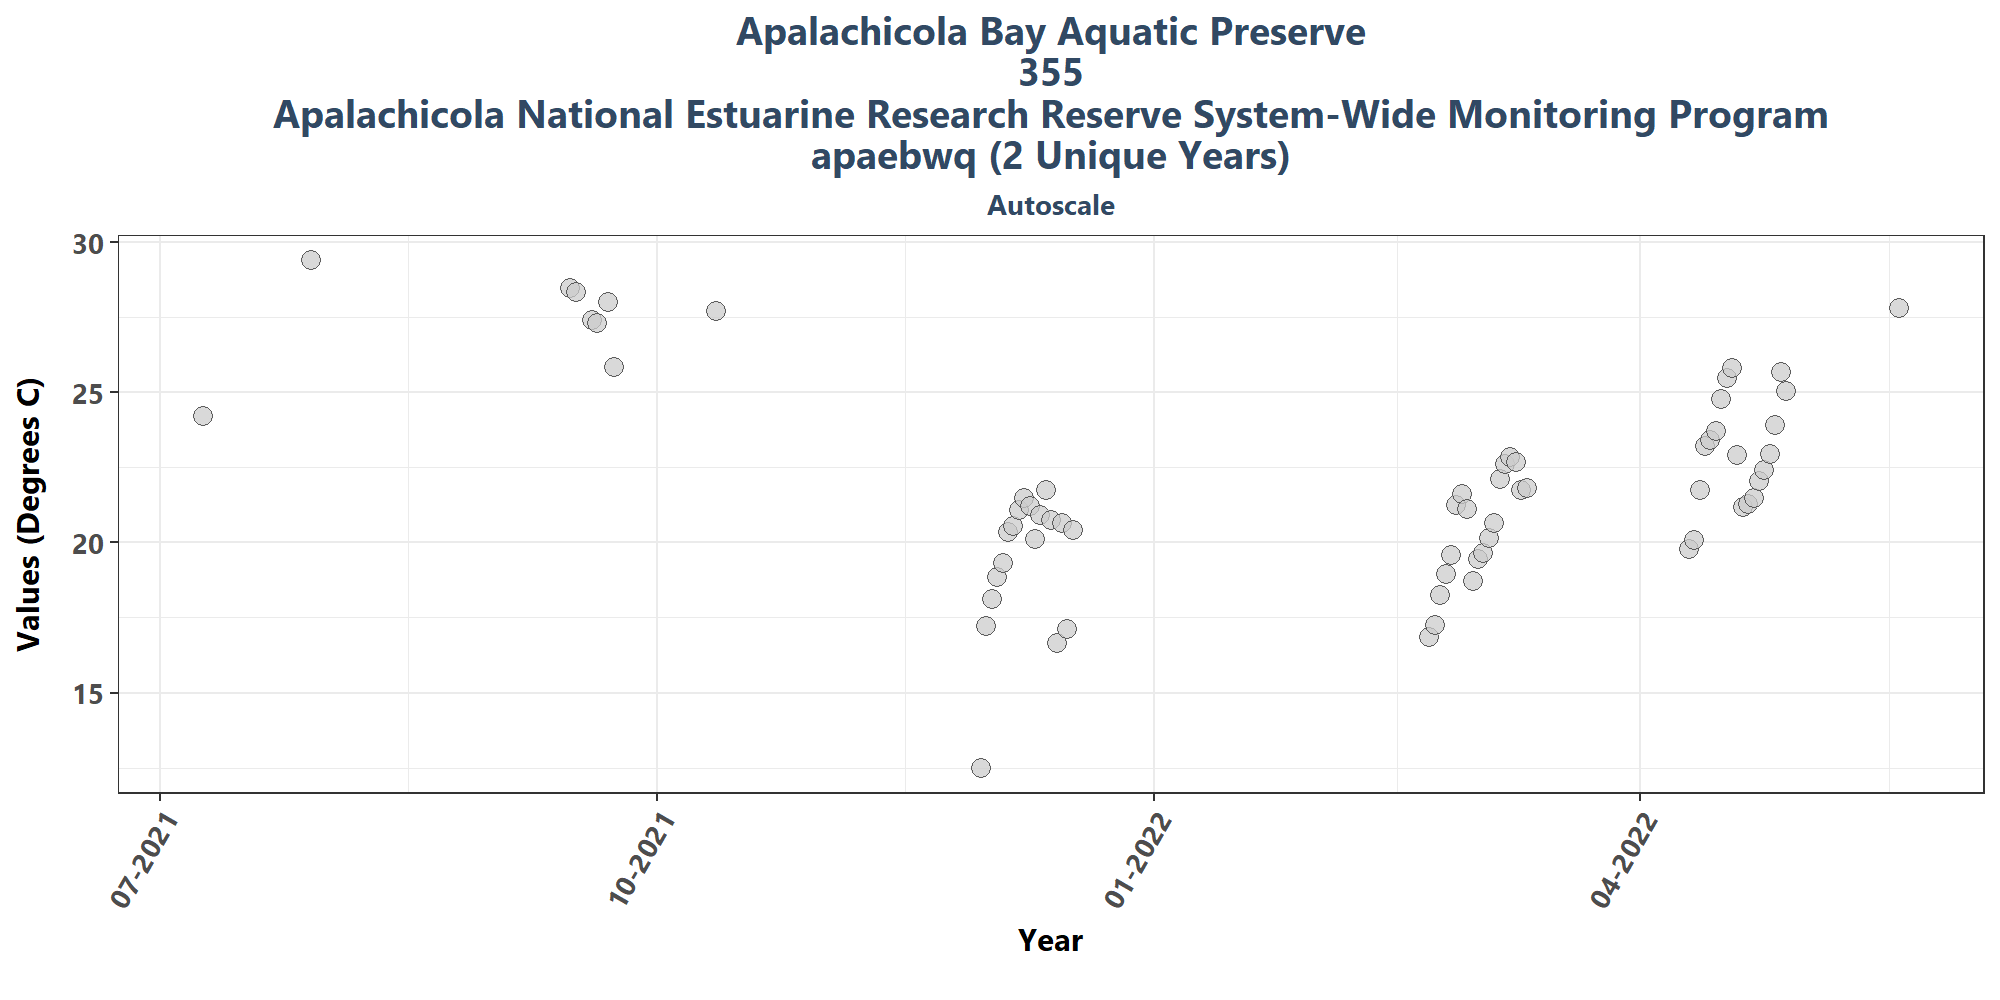 Apalachicola Bay Aquatic Preserve
355
Apalachicola National Estuarine Research Reserve System-Wide Monitoring Program
apaebwq (2 Unique Years)
Autoscale
30
25
20
15
Values (Degrees C)
07-2021
10-2021
01-2022
04-2022
Year